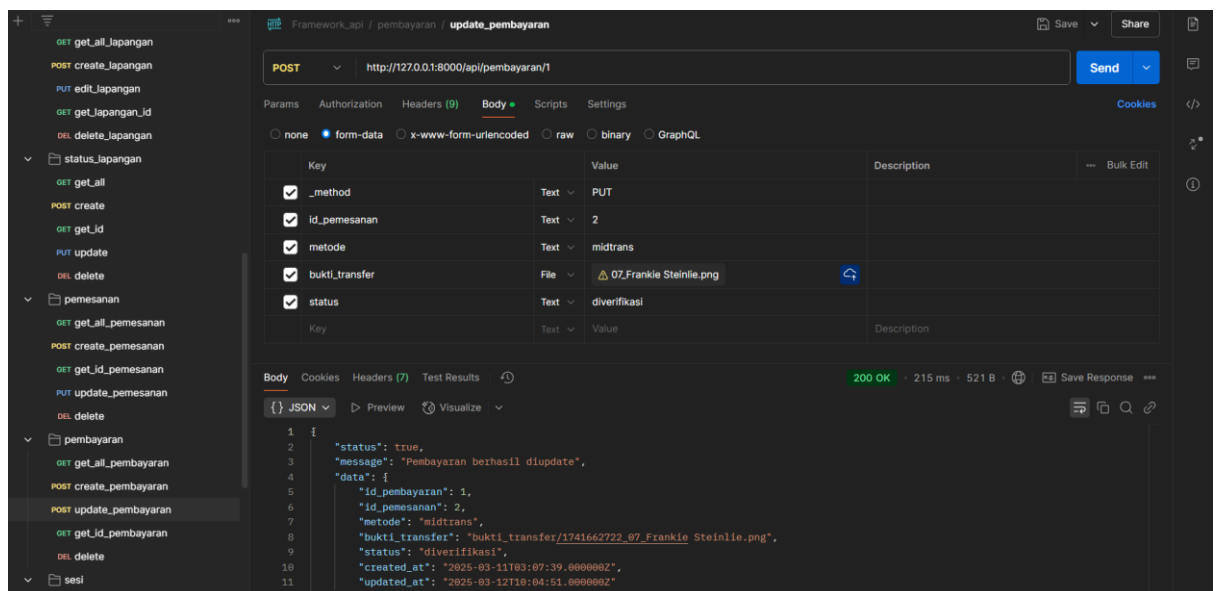 Framework_api / pembayaran / update_pembayaran
Save
Share
GET get_all_lapangan
POST create_lapangan
PUT edit_lapangan
GET get_lapangan_id
DEL delete_lapangan
status_lapangan
GET get_all
POST create
GET get_id
PUT update
DEL delete
pemesanan
GET get_all_pemesanan
POST create_pemesanan
GET get_id_pemesanan
PUT update_pemesanan
DEL delete
pembayaran
GET get_all_pembayaran
POST create_pembayaran
POST update_pembayaran
GET get_id_pembayaran
DEL delete
sesi
POST http://127.0.0.1:8000/api/pembayaran/1 Send
Params Authorization Headers (9) Body Scripts Settings Cookies
none form-data x-www-form-urlencoded raw binary GraphQL
Key Value Description Bulk Edit
_method Text PUT
id_pemesanan Text 2
metode Text midtrans
bukti_transfer File 07_Frankie Steinlie.png
status Text diverifikasi
Key Text Value Description
Body Cookies Headers (7) Test Results 200 OK 215 ms 521 B Save Response
{} JSON Preview Visualize
1 {
2 "status": true,
3 "message": "Pembayaran berhasil diupdate",
4 "data": {
5 "id_pembayaran": 1,
6 "id_pemesanan": 2,
7 "metode": "midtrans",
8 "bukti_transfer": "bukti_transfer/1741662722_07_Frankie Steinlie.png",
9 "status": "diverifikasi",
10 "created_at": "2025-03-11T03:07:39.000000Z",
11 "updated_at": "2025-03-12T10:04:51.000000Z"